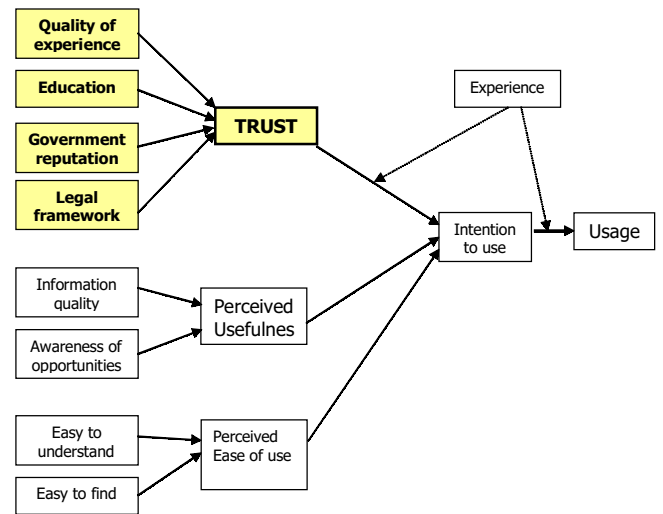 Quality of
experience
Education
Government
reputation
Legal
framework
TRUST
Experience
Intention
to use
Usage
Information
quality
Awareness of
opportunities
Perceived
Usefulnes
Easy to
understand
Easy to find
Perceived
Ease of use